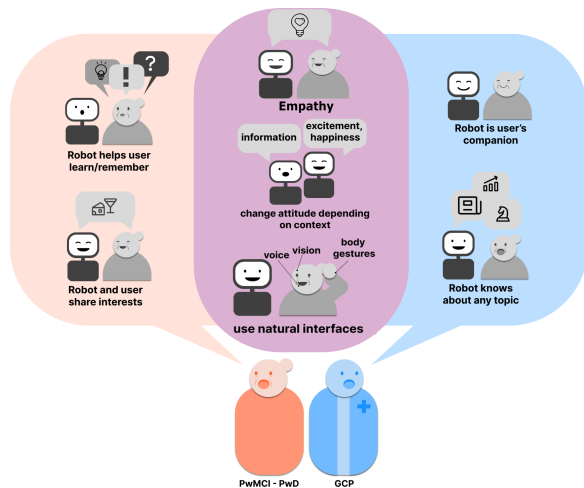 ?
!
Robot helps user
learn/remember
Robot and user
share interests
Empathy
information
excitement,
happiness
change attitude depending
on context
voice
vision
body
gestures
use natural interfaces
Robot is user's
companion
Robot knows
about any topic
PwMCI - PwD
GCP